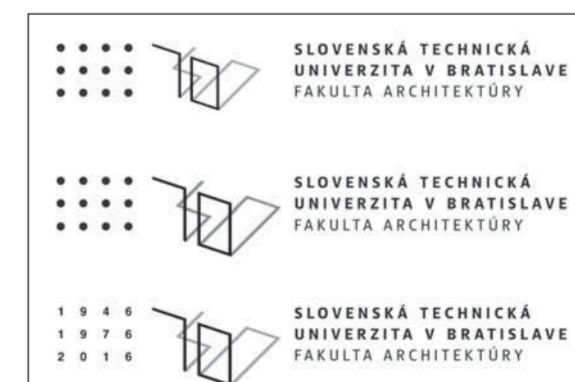 SLOVENSKÁ TECHNICKÁ
UNIVERZITA V BRATISLAVE
FAKULTA ARCHITEKTÚRY
SLOVENSKÁ TECHNICKÁ
UNIVERZITA V BRATISLAVE
FAKULTA ARCHITEKTÚRY
1 9 4 6
1 9 7 6
2 0 1 6
SLOVENSKÁ TECHNICKÁ
UNIVERZITA V BRATISLAVE
FAKULTA ARCHITEKTÚRY